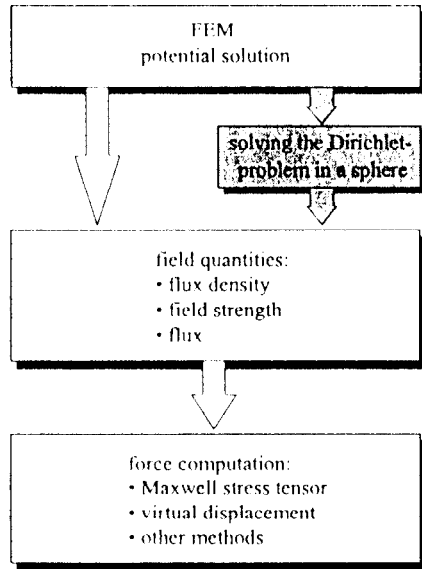 FEM
potential solution
solving the Dirichlet-
problem in a sphere
field quantities:
• flux density
• field strength
• flux
force computation:
• Maxwell stress tensor
• virtual displacement
• other methods